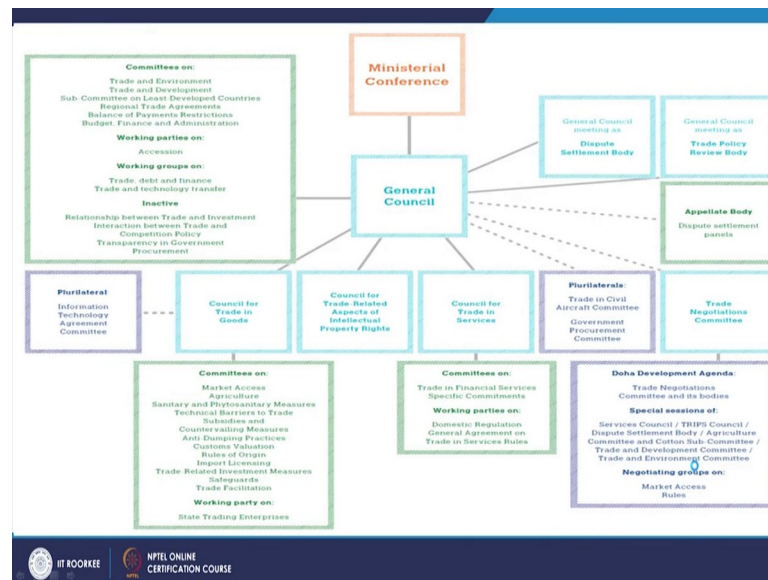 Ministerial
Conference
Committees on:
Trade and Environment
Trade and Development
Sub-Committee on Least Developed Countries
Regional Trade Agreements
Balance of Payments Restrictions
Budget, Finance and Administration
Working parties on:
Accession
Working groups on:
Trade, debt and finance
Trade and technology transfer
Inactive
Relationship between Trade and Investment
Interaction between Trade and
Competition Policy
Transparency in Government
Procurement
General
Council
General Council
meeting as
Dispute
Settlement Body
General Council
meeting as
Trade Policy
Review Body
Appellate Body
Dispute settlement
panels
Plurilateral
Information
Technology
Agreement
Committee
Council for
Trade in
Goods
Council for
Trade-Related
Aspects of
Intellectual
Property Rights
Council for
Trade in
Services
Plurilaterals:
Trade in Civil
Aircraft Committee
Government
Procurement
Committee
Trade
Negotiations
Committee
Committees on:
Market Access
Agriculture
Sanitary and Phytosanitary Measures
Technical Barriers to Trade
Subsidies and
Countervailing Measures
Anti-Dumping Practices
Customs Valuation
Rules of Origin
Import Licensing
Trade-Related Investment Measures
Safeguards
Trade Facilitation
Working party on:
State Trading Enterprises
Committees on:
Trade in Financial Services
Specific Commitments
Working parties on:
Domestic Regulation
General Agreement on
Trade in Services Rules
Doha Development Agenda:
Trade Negotiations
Committee and its bodies
Special sessions of:
Services Council / TRIPS Council /
Dispute Settlement Body / Agriculture
Committee and Cotton Sub-Committee /
Trade and Development Committee /
Trade and Environment Committee
Negotiating groups on:
Market Access
Rules
IIT ROORKEE
NPTEL ONLINE
CERTIFICATION COURSE
NPTEL